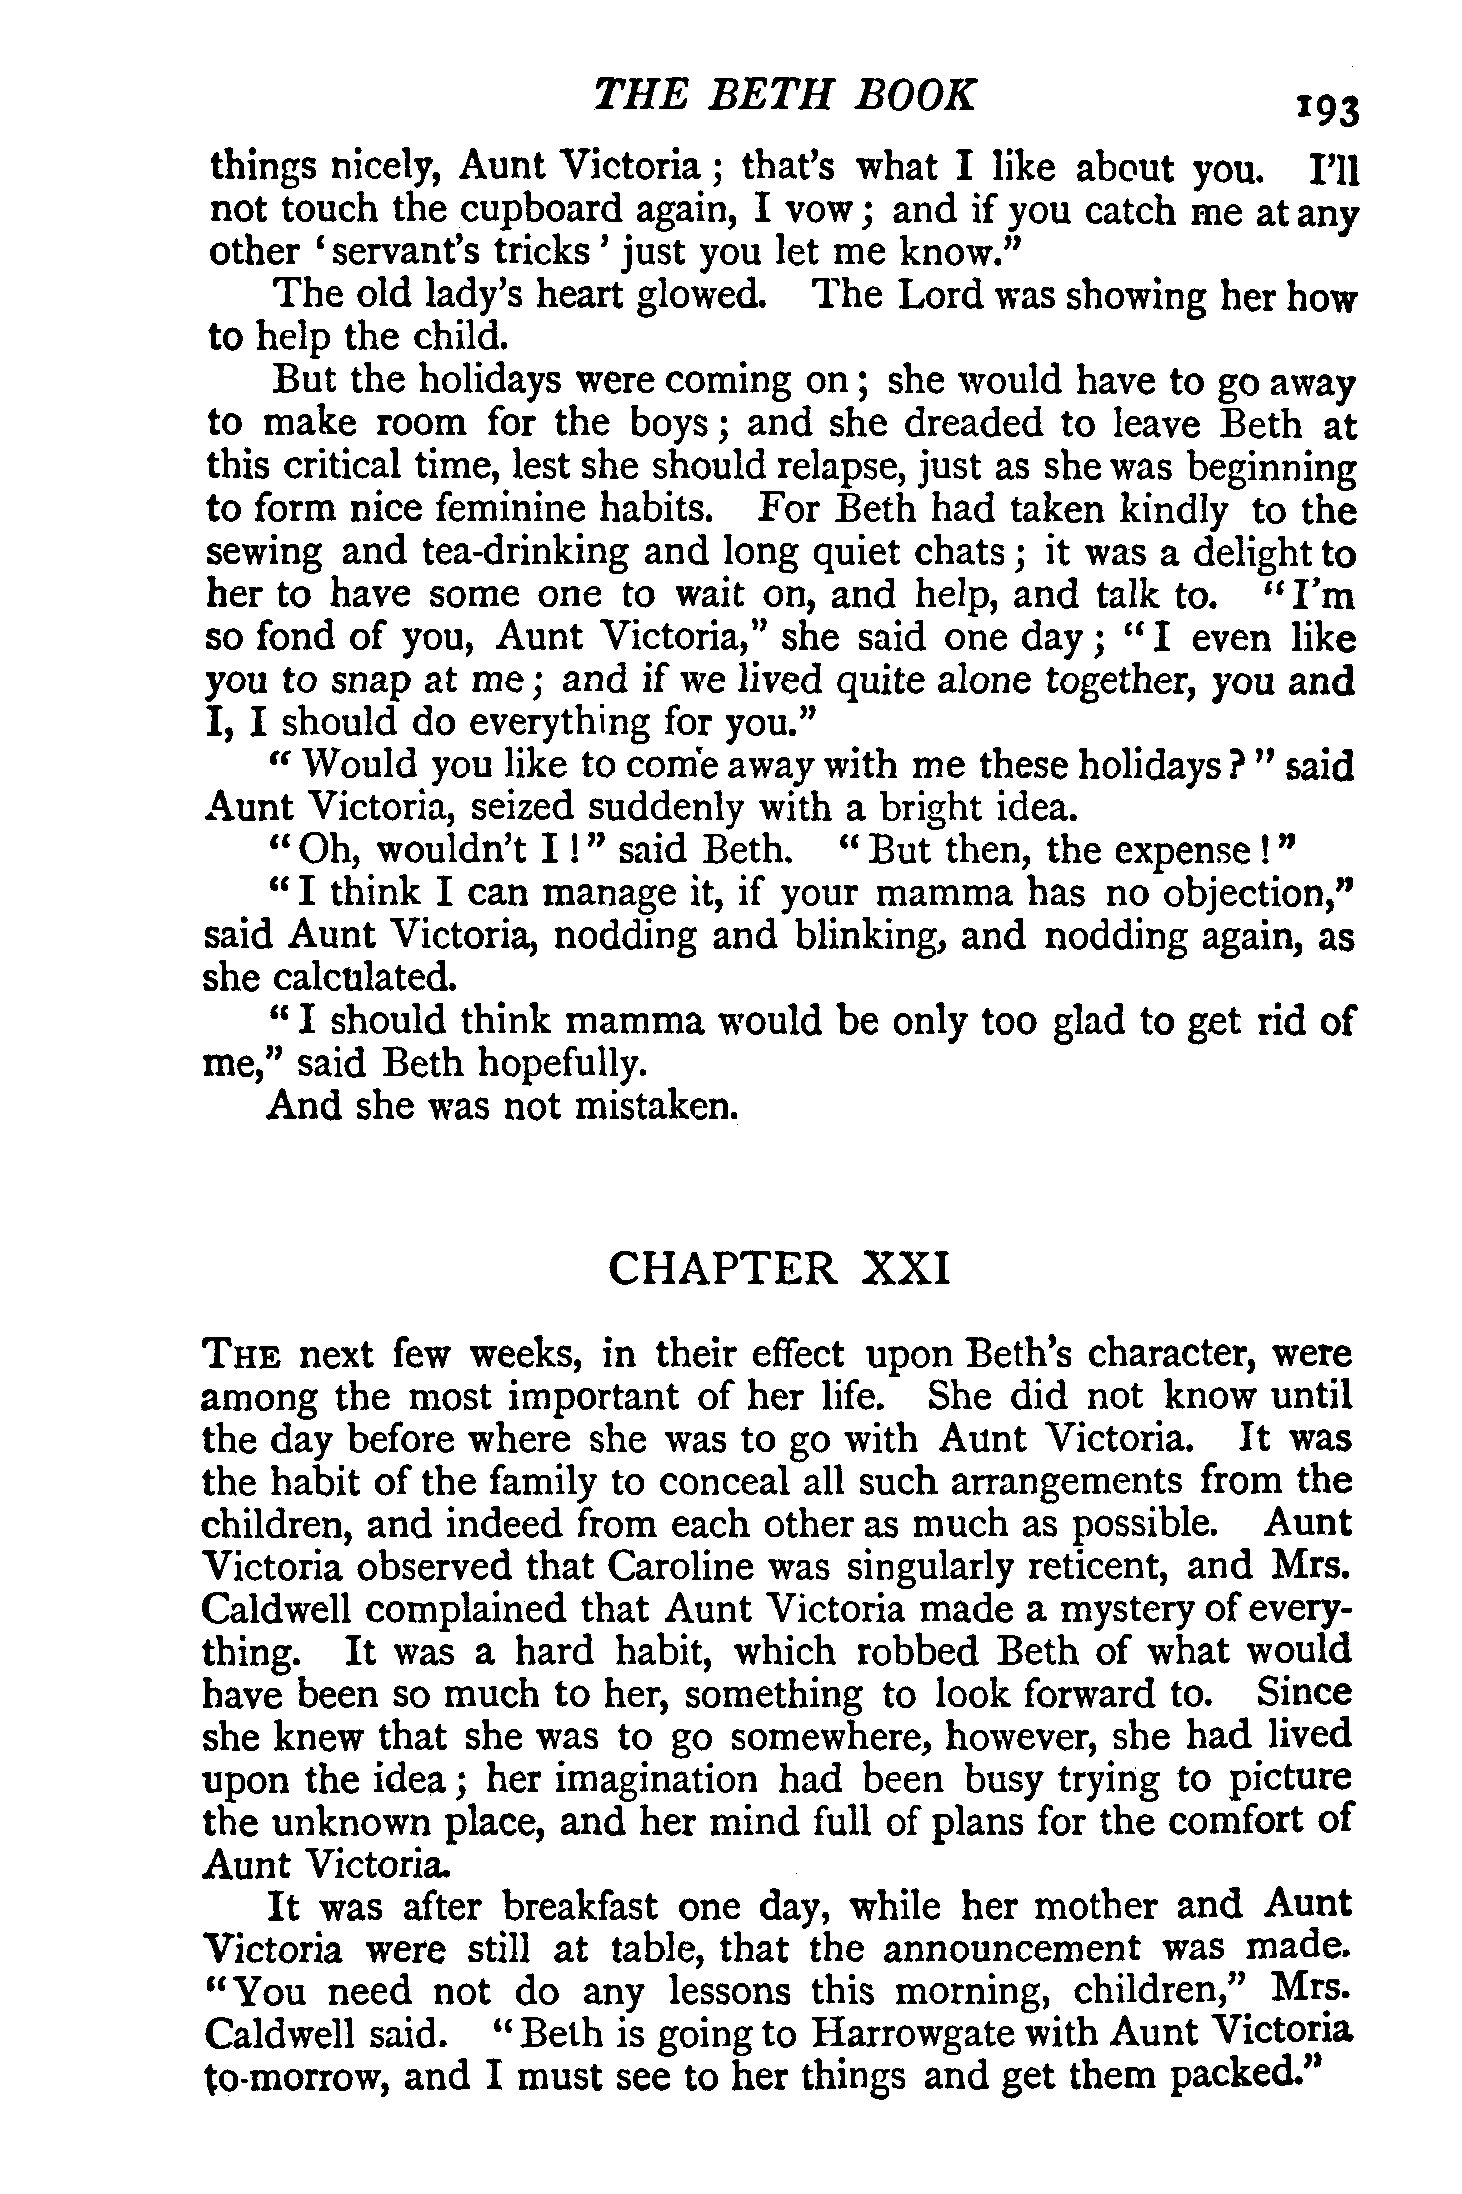 THE BETH BOOK 193
things nicely, Aunt Victoria; that's what I like about you. I'll
not touch the cupboard again, I vow; and if you catch me at any
other 'servant's tricks' just you let me know."
The old lady's heart glowed. The Lord was showing her how
to help the child.
But the holidays were coming on; she would have to go away
to make room for the boys; and she dreaded to leave Beth at
this critical time, lest she should relapse, just as she was beginning
to form nice feminine habits. For Beth had taken kindly to the
sewing and tea-drinking and long quiet chats; it was a delight to
her to have some one to wait on, and help, and talk to. "I'm
so fond of you, Aunt Victoria," she said one day; "I even like
you to snap at me; and if we lived quite alone together, you and
I, I should do everything for you."
"Would you like to come away with me these holidays?" said
Aunt Victoria, seized suddenly with a bright idea.
"Oh, wouldn't I!" said Beth. "But then, the expense!"
"I think I can manage it, if your mamma has no objection,"
said Aunt Victoria, nodding and blinking, and nodding again, as
she calculated.
"I should think mamma would be only too glad to get rid of
me," said Beth hopefully.
And she was not mistaken.
CHAPTER XXI
THE next few weeks, in their effect upon Beth's character, were
among the most important of her life. She did not know until
the day before where she was to go with Aunt Victoria. It was
the habit of the family to conceal all such arrangements from the
children, and indeed from each other as much as possible. Aunt
Victoria observed that Caroline was singularly reticent, and Mrs.
Caldwell complained that Aunt Victoria made a mystery of every-
thing. It was a hard habit, which robbed Beth of what would
have been so much to her, something to look forward to. Since
she knew that she was to go somewhere, however, she had lived
upon the idea; her imagination had been busy trying to picture
the unknown place, and her mind full of plans for the comfort of
Aunt Victoria.
It was after breakfast one day, while her mother and Aunt
Victoria were still at table, that the announcement was made.
"You need not do any lessons this morning, children," Mrs.
Caldwell said. "Beth is going to Harrowgate with Aunt Victoria
to-morrow, and I must see to her things and get them packed."